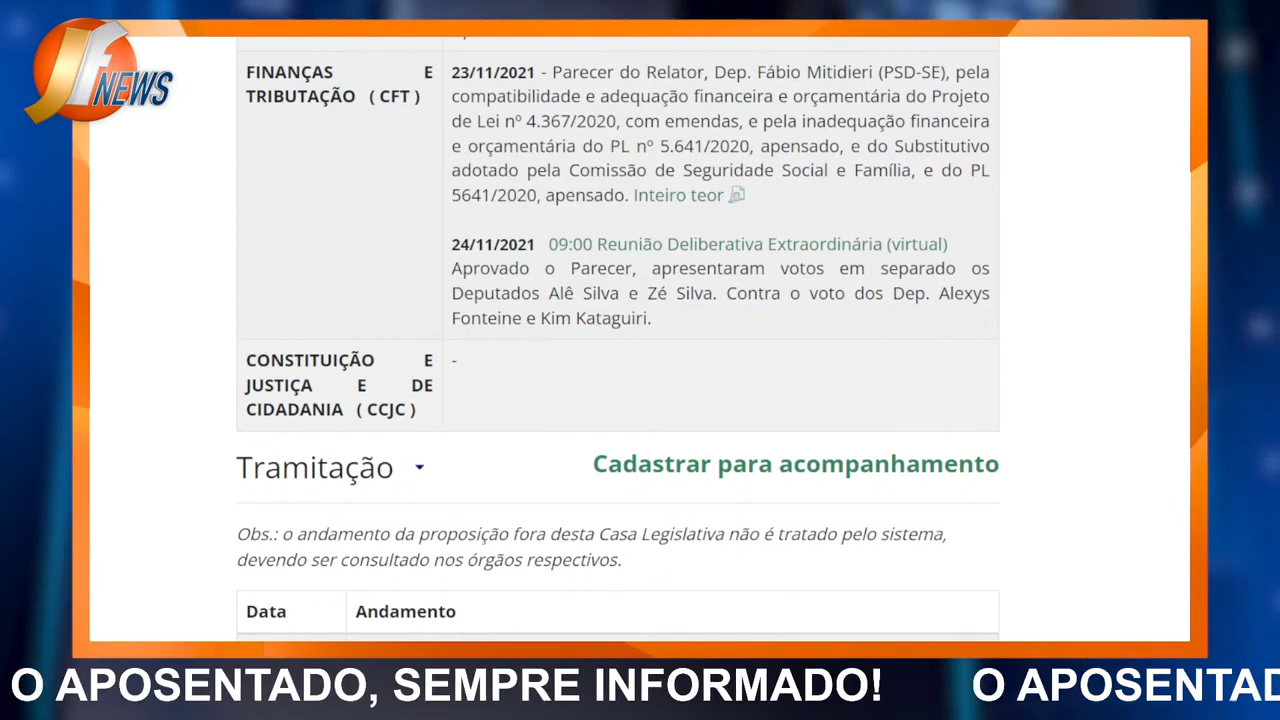 Jf
NEWS
FINANÇAS E
TRIBUTAÇÃO ( CFT )
23/11/2021 - Parecer do Relator, Dep. Fábio Mitidieri (PSD-SE), pela
compatibilidade e adequação financeira e orçamentária do Projeto
de Lei nº 4.367/2020, com emendas, e pela inadequação financeira
e orçamentária do PL nº 5.641/2020, apensado, e do Substitutivo
adotado pela Comissão de Seguridade Social e Família, e do PL
5641/2020, apensado. Inteiro teor
24/11/2021 09:00 Reunião Deliberativa Extraordinária (virtual)
Aprovado o Parecer, apresentaram votos em separado os
Deputados Alê Silva e Zé Silva. Contra o voto dos Dep. Alexys
Fonteine e Kim Kataguiri.
CONSTITUIÇÃO E
JUSTIÇA E DE
CIDADANIA ( CCJC )
-
Tramitação
Cadastrar para acompanhamento
Obs.: o andamento da proposição fora desta Casa Legislativa não é tratado pelo sistema,
devendo ser consultado nos órgãos respectivos.
Data Andamento
O APOSENTADO, SEMPRE INFORMADO! O APOSENTAD